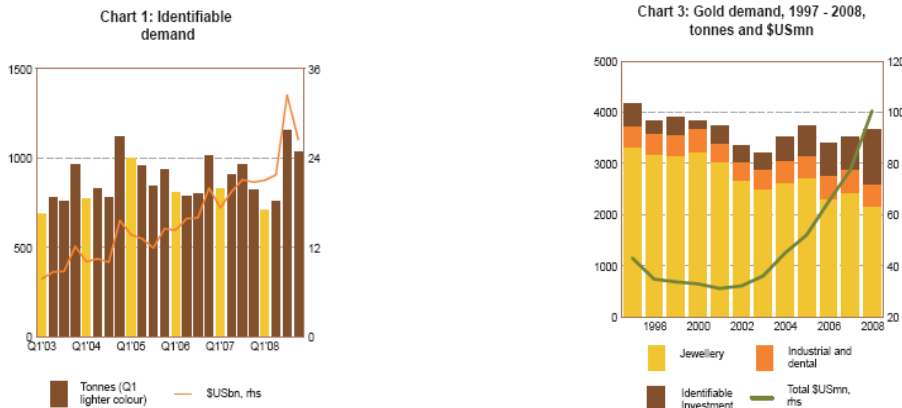 Chart 1: Identifiable
demand
1500
1000
500
0
36
24
12
0
Q1'03 Q1'04 Q1'05 Q1'06 Q1'07 Q1'08
Tonnes (Q1
lighter colour)
$USbn, rhs
Chart 3: Gold demand, 1997 - 2008,
tonnes and $USmn
5000
4000
3000
2000
1000
0
120
100
80
60
40
20
1998 2000 2002 2004 2006 2008
Jewellery
Industrial and
dental
Identifiable
Investment
Total $USmn,
rhs